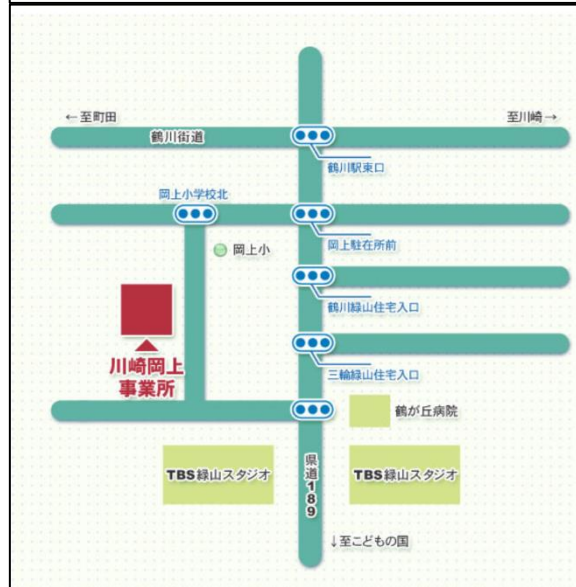 ←至町田
至川崎→
鶴川街道
鶴川駅東口
岡上小学校北
岡上駐在所前
岡上小
鶴川緑山住宅入口
三輪緑山住宅入口
川崎岡上
事業所
鶴が丘病院
TBS緑山スタジオ
県道189
TBS緑山スタジオ
↓至こどもの国